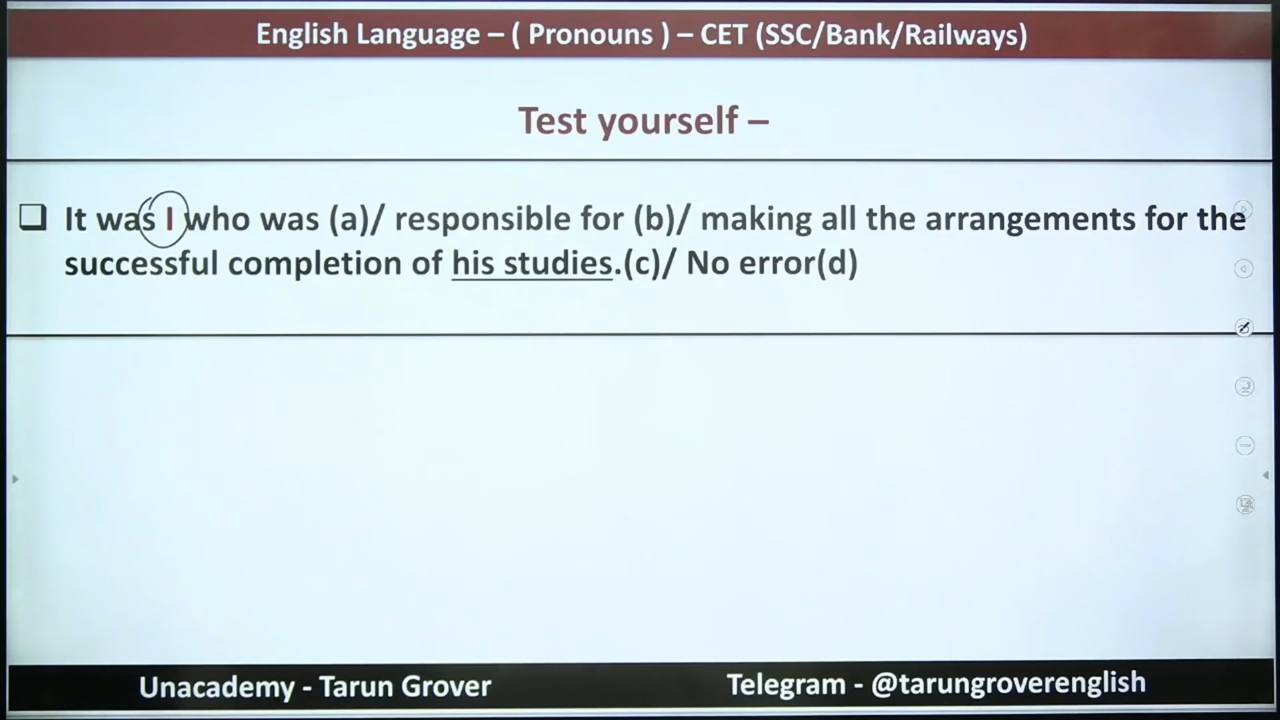 English Language – ( Pronouns ) – CET (SSC/Bank/Railways)
Test yourself –
❑ It was I who was (a)/ responsible for (b)/ making all the arrangements for the
successful completion of his studies.(c)/ No error(d)
Unacademy - Tarun Grover
Telegram - @tarungroverenglish